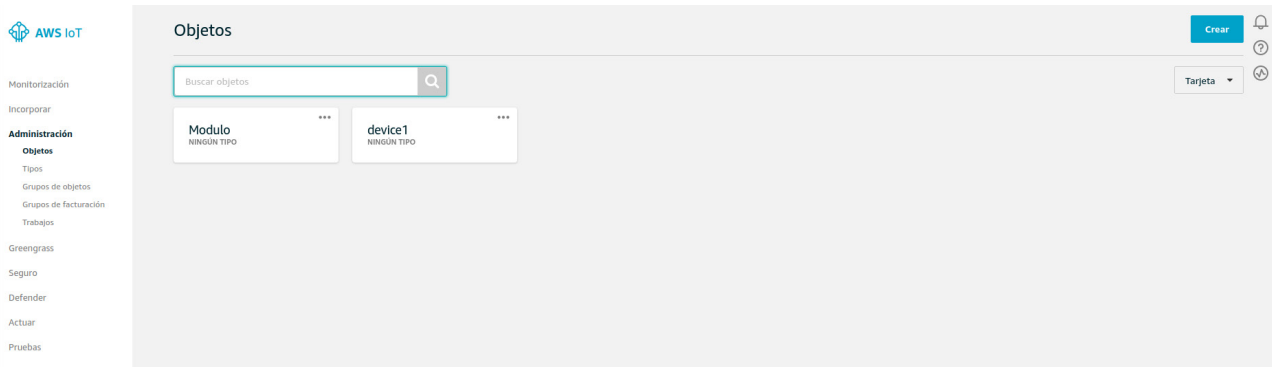 AWS IoT
Monitorización
Incorporar
Administración
Objetos
Tipos
Grupos de objetos
Grupos de facturación
Trabajos
Greengrass
Seguro
Defender
Actuar
Pruebas
Objetos
Crear
Buscar objetos
Tarjeta
Modulo
NINGÚN TIPO
device1
NINGÚN TIPO